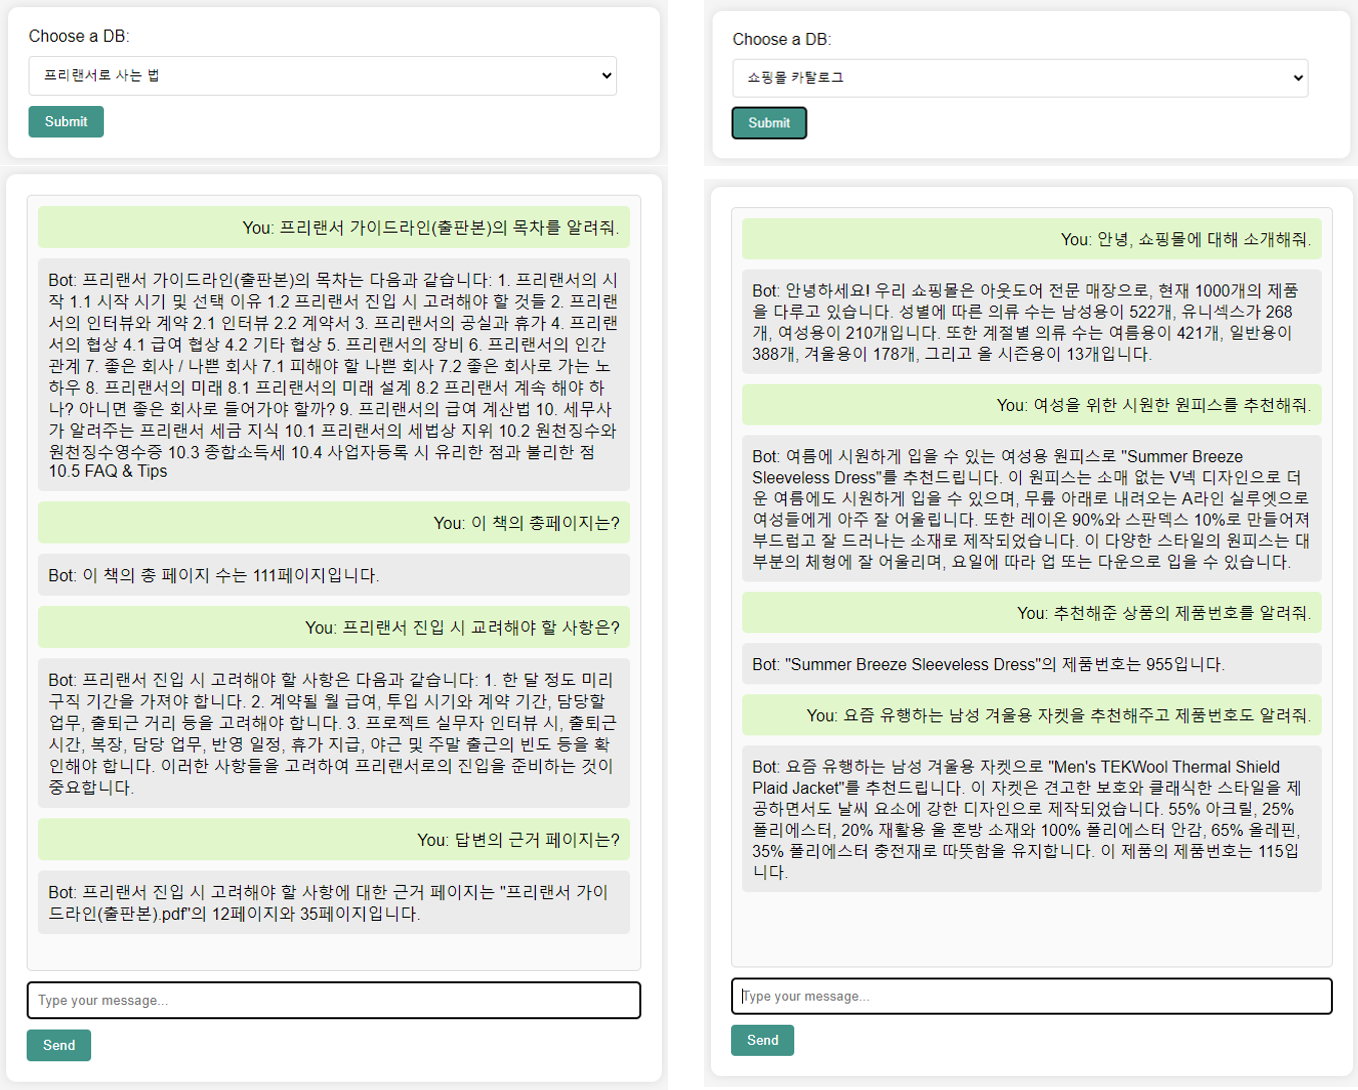 Choose a DB:
프리랜서로 사는 법
Submit
You: 프리랜서 가이드라인(출판본)의 목차를 알려줘.
Bot: 프리랜서 가이드라인(출판본)의 목차는 다음과 같습니다: 1. 프리랜서의 시
작 1.1 시작 시기 및 선택 이유 1.2 프리랜서 진입 시 고려해야 할 것들 2. 프리랜
서의 인터뷰와 계약 2.1 인터뷰 2.2 계약서 3. 프리랜서의 공실과 휴가 4. 프리랜
서의 협상 4.1 급여 협상 4.2 기타 협상 5. 프리랜서의 장비 6. 프리랜서의 인간
관계 7. 좋은 회사 / 나쁜 회사 7.1 피해야 할 나쁜 회사 7.2 좋은 회사로 가는 노
하우 8. 프리랜서의 미래 8.1 프리랜서의 미래 설계 8.2 프리랜서 계속 해야 하
나? 아니면 좋은 회사로 들어가야 할까? 9. 프리랜서의 급여 계산법 10. 세무사
가 알려주는 프리랜서 세금 지식 10.1 프리랜서의 세법상 지위 10.2 원천징수와
원천징수영수증 10.3 종합소득세 10.4 사업자등록 시 유리한 점과 불리한 점
10.5 FAQ & Tips
You: 이 책의 총페이지는?
Bot: 이 책의 총 페이지 수는 111페이지입니다.
You: 프리랜서 진입 시 교려해야 할 사항은?
Bot: 프리랜서 진입 시 고려해야 할 사항은 다음과 같습니다: 1. 한 달 정도 미리
구직 기간을 가져야 합니다. 2. 계약될 월 급여, 투입 시기와 계약 기간, 담당할
업무, 출퇴근 거리 등을 고려해야 합니다. 3. 프로젝트 실무자 인터뷰 시, 출퇴근
시간, 복장, 담당 업무, 반영 일정, 휴가 지급, 야근 및 주말 출근의 빈도 등을 확
인해야 합니다. 이러한 사항들을 고려하여 프리랜서로의 진입을 준비하는 것이
중요합니다.
You: 답변의 근거 페이지는?
Bot: 프리랜서 진입 시 고려해야 할 사항에 대한 근거 페이지는 "프리랜서 가이
드라인(출판본).pdf"의 12페이지와 35페이지입니다.
Type your message...
Send
Choose a DB:
쇼핑몰 카탈로그
Submit
You: 안녕, 쇼핑몰에 대해 소개해줘.
Bot: 안녕하세요! 우리 쇼핑몰은 아웃도어 전문 매장으로, 현재 1000개의 제품
을 다루고 있습니다. 성별에 따른 의류 수는 남성용이 522개, 유니섹스가 268
개, 여성용이 210개입니다. 또한 계절별 의류 수는 여름용이 421개, 일반용이
388개, 겨울용이 178개, 그리고 올 시즌용이 13개입니다.
You: 여성을 위한 시원한 원피스를 추천해줘.
Bot: 여름에 시원하게 입을 수 있는 여성용 원피스로 "Summer Breeze
Sleeveless Dress"를 추천드립니다. 이 원피스는 소매 없는 V넥 디자인으로 더
운 여름에도 시원하게 입을 수 있으며, 무릎 아래로 내려오는 A라인 실루엣으로
여성들에게 아주 잘 어울립니다. 또한 레이온 90%와 스판덱스 10%로 만들어져
부드럽고 잘 드러나는 소재로 제작되었습니다. 이 다양한 스타일의 원피스는 대
부분의 체형에 잘 어울리며, 요일에 따라 업 또는 다운으로 입을 수 있습니다.
You: 추천해준 상품의 제품번호를 알려줘.
Bot: "Summer Breeze Sleeveless Dress"의 제품번호는 955입니다.
You: 요즘 유행하는 남성 겨울용 자켓을 추천해주고 제품번호도 알려줘.
Bot: 요즘 유행하는 남성 겨울용 자켓으로 "Men's TEKWool Thermal Shield
Plaid Jacket"를 추천드립니다. 이 자켓은 견고한 보호와 클래식한 스타일을 제
공하면서도 날씨 요소에 강한 디자인으로 제작되었습니다. 55% 아크릴, 25%
폴리에스터, 20% 재활용 울 혼방 소재와 100% 폴리에스터 안감, 65% 올레핀,
35% 폴리에스터 충전재로 따뜻함을 유지합니다. 이 제품의 제품번호는 115입
니다.
Type your message...
Send